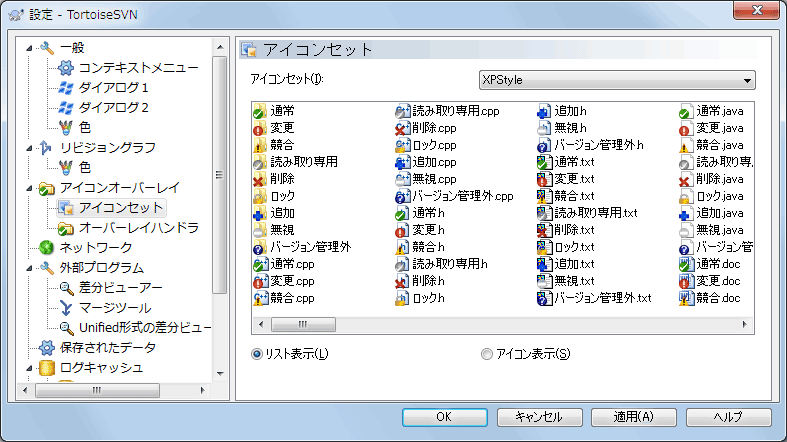 設定 - TortoiseSVN
一般
コンテキストメニュー
ダイアログ1
ダイアログ2
色
リビジョングラフ
色
アイコンオーバーレイ
アイコンセット
オーバーレイハンドラ
ネットワーク
外部プログラム
差分ビューアー
マージツール
Unified形式の差分ビュー
保存されたデータ
ログキャッシュ
アイコンセット
アイコンセット(I):
XPStyle
通常
変更
競合
読み取り専用
削除
ロック
追加
無視
バージョン管理外
通常.cpp
変更.cpp
競合.cpp
読み取り専用.cpp
削除.cpp
ロック.cpp
追加.cpp
無視.cpp
バージョン管理外.cpp
通常.h
変更.h
競合.h
読み取り専用.h
削除.h
ロック.h
追加.h
無視.h
バージョン管理外.h
通常.txt
変更.txt
競合.txt
読み取り専用.txt
削除.txt
ロック.txt
追加.txt
無視.txt
バージョン管理外.txt
通常.java
変更.java
競合.java
読み取り専.
削除.java
ロック.java
追加.java
無視.java
バージョン管
通常.doc
変更.doc
競合.doc
リスト表示(L)
アイコン表示(S)
OK
キャンセル
適用(A)
ヘルプ